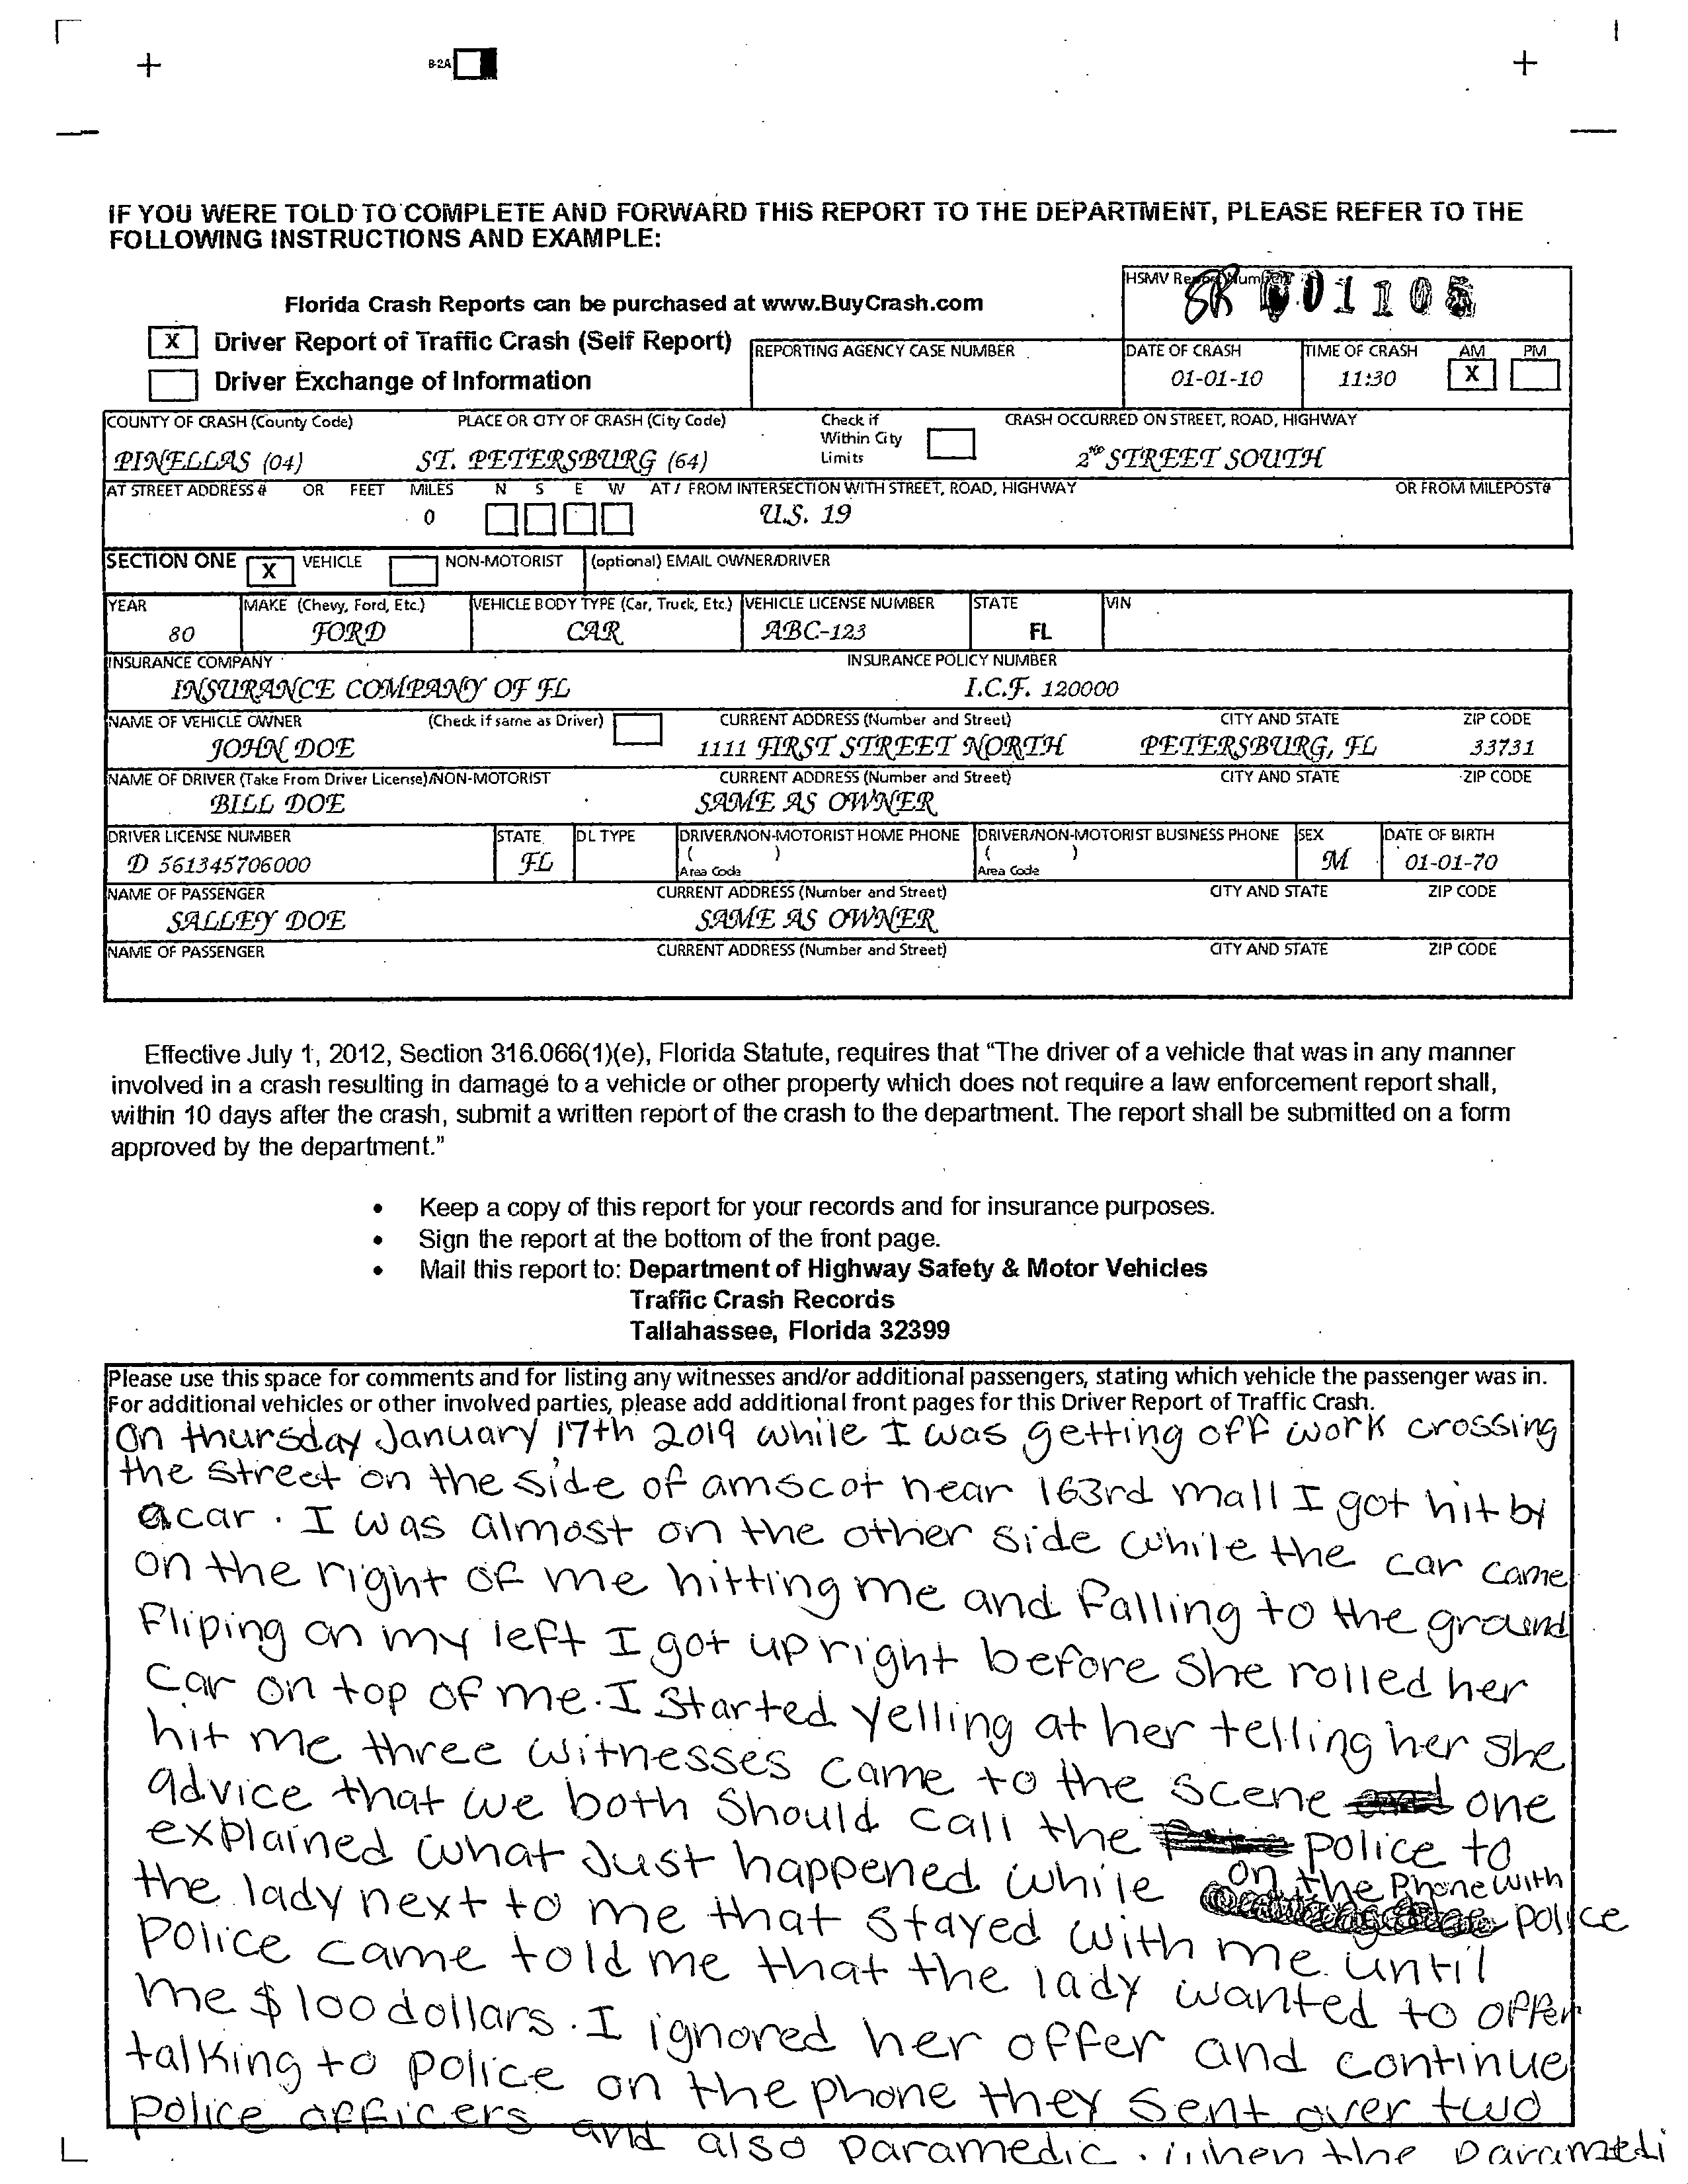 B-2A
IF YOU WERE TOLD TO COMPLETE AND FORWARD THIS REPORT TO THE DEPARTMENT, PLEASE REFER TO THE
FOLLOWING INSTRUCTIONS AND EXAMPLE:
HSMV Report Number
Florida Crash Reports can be purchased at www.BuyCrash.com
X Driver Report of Traffic Crash (Self Report)
Driver Exchange of Information
REPORTING AGENCY CASE NUMBER
DATE OF CRASH TIME OF CRASH AM PM
01-01-10 11:30 X
COUNTY OF CRASH (County Code) PLACE OR CITY OF CRASH (City Code) Check if Within City Limits CRASH OCCURRED ON STREET, ROAD, HIGHWAY
PINELLAS (04) ST. PETERSBURG (64) 2ND STREET SOUTH
AT STREET ADDRESS # OR FEET MILES N S E W AT / FROM INTERSECTION WITH STREET, ROAD, HIGHWAY OR FROM MILEPOST#
0 U.S. 19
SECTION ONE X VEHICLE NON-MOTORIST (optional) EMAIL OWNER/DRIVER
YEAR MAKE (Chevy, Ford, Etc.) VEHICLE BODY TYPE (Car, Truck, Etc.) VEHICLE LICENSE NUMBER STATE VIN
80 FORD CAR ABC-123 FL
INSURANCE COMPANY INSURANCE POLICY NUMBER
INSURANCE COMPANY OF FL I.C.F. 120000
NAME OF VEHICLE OWNER (Check if same as Driver) CURRENT ADDRESS (Number and Street) CITY AND STATE ZIP CODE
JOHN DOE 1111 FIRST STREET NORTH PETERSBURG, FL 33731
NAME OF DRIVER (Take From Driver License)/NON-MOTORIST CURRENT ADDRESS (Number and Street) CITY AND STATE ZIP CODE
BILL DOE SAME AS OWNER
DRIVER LICENSE NUMBER STATE DL TYPE DRIVER/NON-MOTORIST HOME PHONE DRIVER/NON-MOTORIST BUSINESS PHONE SEX DATE OF BIRTH
D 561345706000 FL ( ) ( ) M 01-01-70
Area Code Area Code
NAME OF PASSENGER CURRENT ADDRESS (Number and Street) CITY AND STATE ZIP CODE
SALLEY DOE SAME AS OWNER
NAME OF PASSENGER CURRENT ADDRESS (Number and Street) CITY AND STATE ZIP CODE
Effective July 1, 2012, Section 316.066(1)(e), Florida Statute, requires that “The driver of a vehicle that was in any manner
involved in a crash resulting in damage to a vehicle or other property which does not require a law enforcement report shall,
within 10 days after the crash, submit a written report of the crash to the department. The report shall be submitted on a form
approved by the department.”
• Keep a copy of this report for your records and for insurance purposes.
• Sign the report at the bottom of the front page.
• Mail this report to: Department of Highway Safety & Motor Vehicles
Traffic Crash Records
Tallahassee, Florida 32399
Please use this space for comments and for listing any witnesses and/or additional passengers, stating which vehicle the passenger was in.
For additional vehicles or other involved parties, please add additional front pages for this Driver Report of Traffic Crash.
On thursday January 17th 2019 while I was getting off work crossing
the street on the side of amscot near 163rd mall I got hit by
a car. I was almost on the other side while the car came
on the right of me hitting me and falling to the ground
fliping on my left I got up right before she rolled her
car on top of me. I started yelling at her telling her she
hit me three witnesses came to the scene one
advice that we both should call the police to
explained what just happened while on the phone with police
the lady next to me that stayed with me until
police came told me that the lady wanted to offer
me $100 dollars. I ignored her offer and continue
talking to police on the phone they sent over two
police officers and also paramedic. when the paramedi